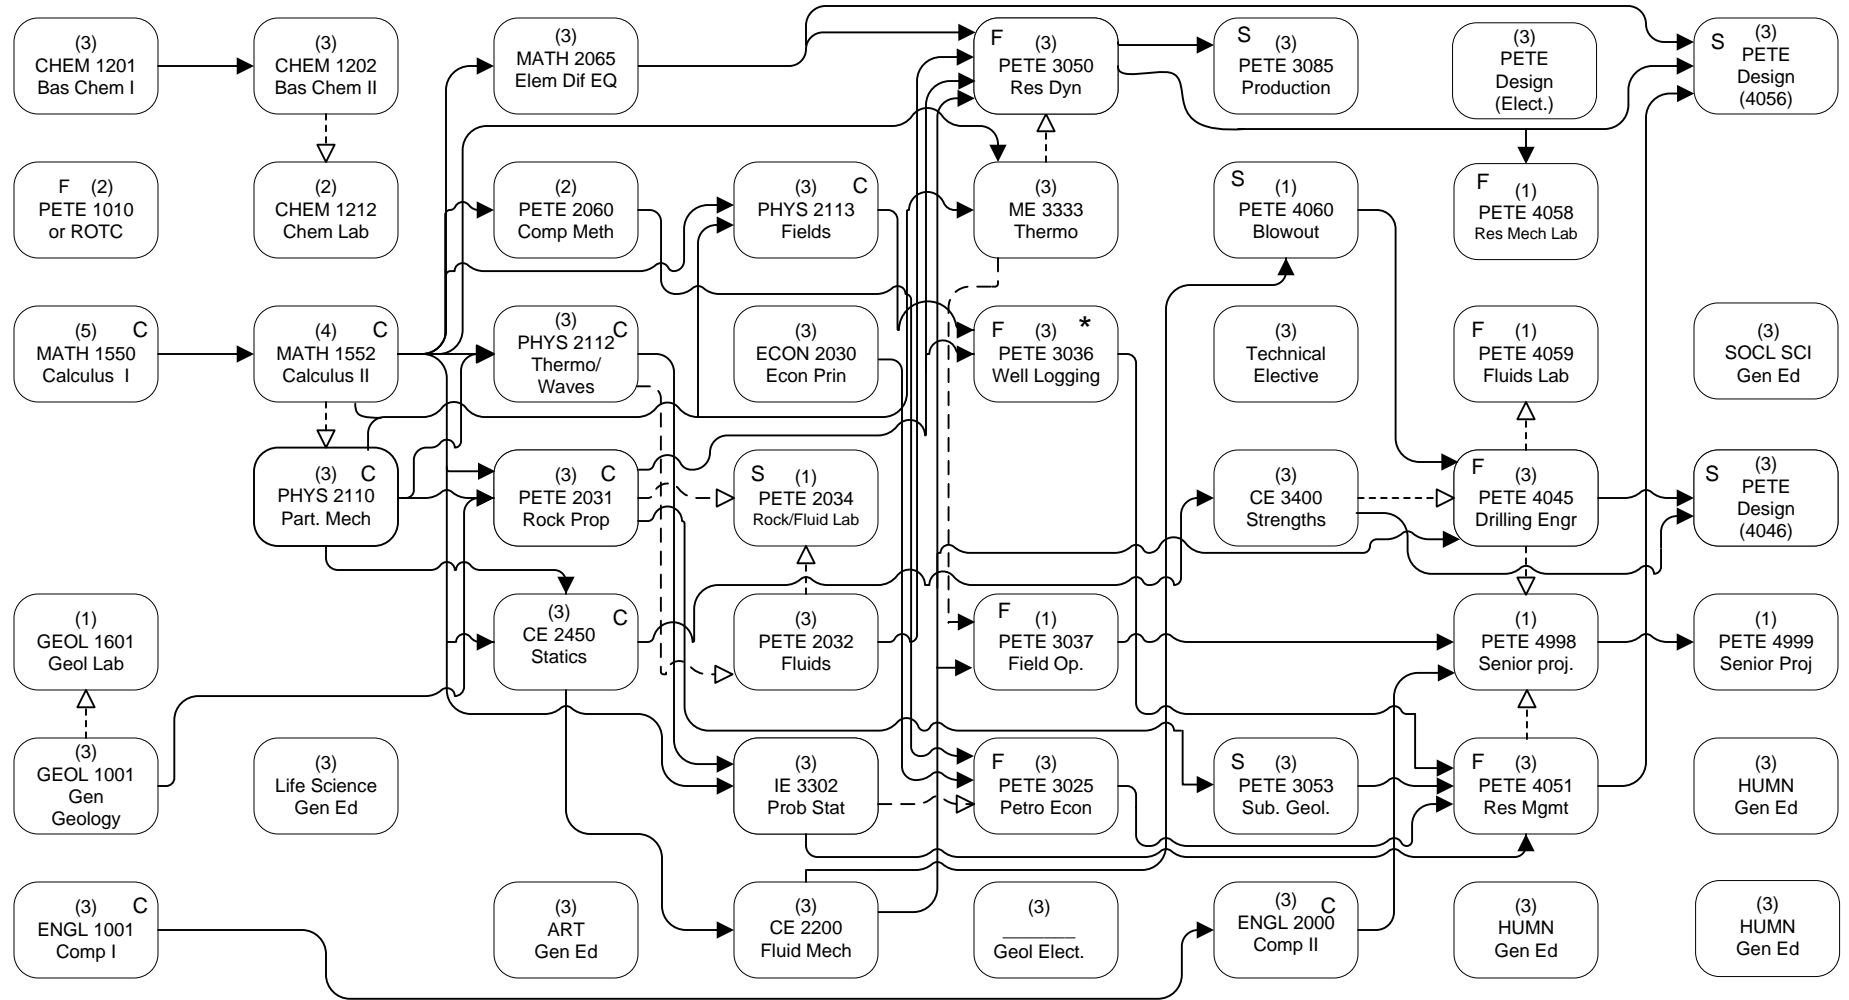 (3)
CHEM 1201
Bas Chem I
(3)
CHEM 1202
Bas Chem II
(3)
MATH 2065
Elem Dif EQ
F (3)
PETE 3050
Res Dyn
S (3)
PETE 3085
Production
(3)
PETE
Design
(Elect.)
S (3)
PETE
Design
(4056)
F (2)
PETE 1010
or ROTC
(2)
CHEM 1212
Chem Lab
(2)
PETE 2060
Comp Meth
(3) C
PHYS 2113
Fields
(3)
ME 3333
Thermo
S (1)
PETE 4060
Blowout
F (1)
PETE 4058
Res Mech Lab
(5) C
MATH 1550
Calculus I
(4) C
MATH 1552
Calculus II
(3) C
PHYS 2112
Thermo/
Waves
(3)
ECON 2030
Econ Prin
F (3) *
PETE 3036
Well Logging
(3)
Technical
Elective
F (1)
PETE 4059
Fluids Lab
(3)
SOCL SCI
Gen Ed
(3) C
PHYS 2110
Part. Mech
(3) C
PETE 2031
Rock Prop
S (1)
PETE 2034
Rock/Fluid Lab
(3)
CE 3400
Strengths
F (3)
PETE 4045
Drilling Engr
S (3)
PETE
Design
(4046)
(1)
GEOL 1601
Geol Lab
(3) C
CE 2450
Statics
(3)
PETE 2032
Fluids
F (1)
PETE 3037
Field Op.
(1)
PETE 4998
Senior proj.
(1)
PETE 4999
Senior Proj
(3)
GEOL 1001
Gen
Geology
(3)
Life Science
Gen Ed
(3)
IE 3302
Prob Stat
F (3)
PETE 3025
Petro Econ
S (3)
PETE 3053
Sub. Geol.
F (3)
PETE 4051
Res Mgmt
(3)
HUMN
Gen Ed
(3) C
ENGL 1001
Comp I
(3)
ART
Gen Ed
(3)
CE 2200
Fluid Mech
(3)
_______
Geol Elect.
(3) C
ENGL 2000
Comp II
(3)
HUMN
Gen Ed
(3)
HUMN
Gen Ed